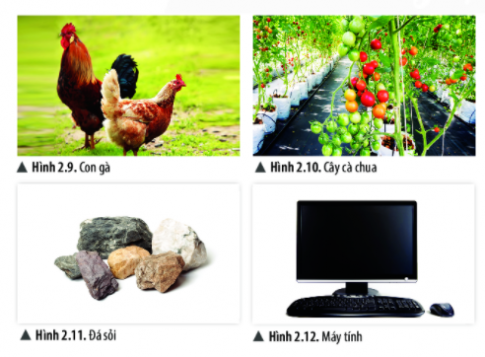 ▲ Hình 2.9. Con gà
▲ Hình 2.10. Cây cà chua
▲ Hình 2.11. Đá sỏi
▲ Hình 2.12. Máy tính